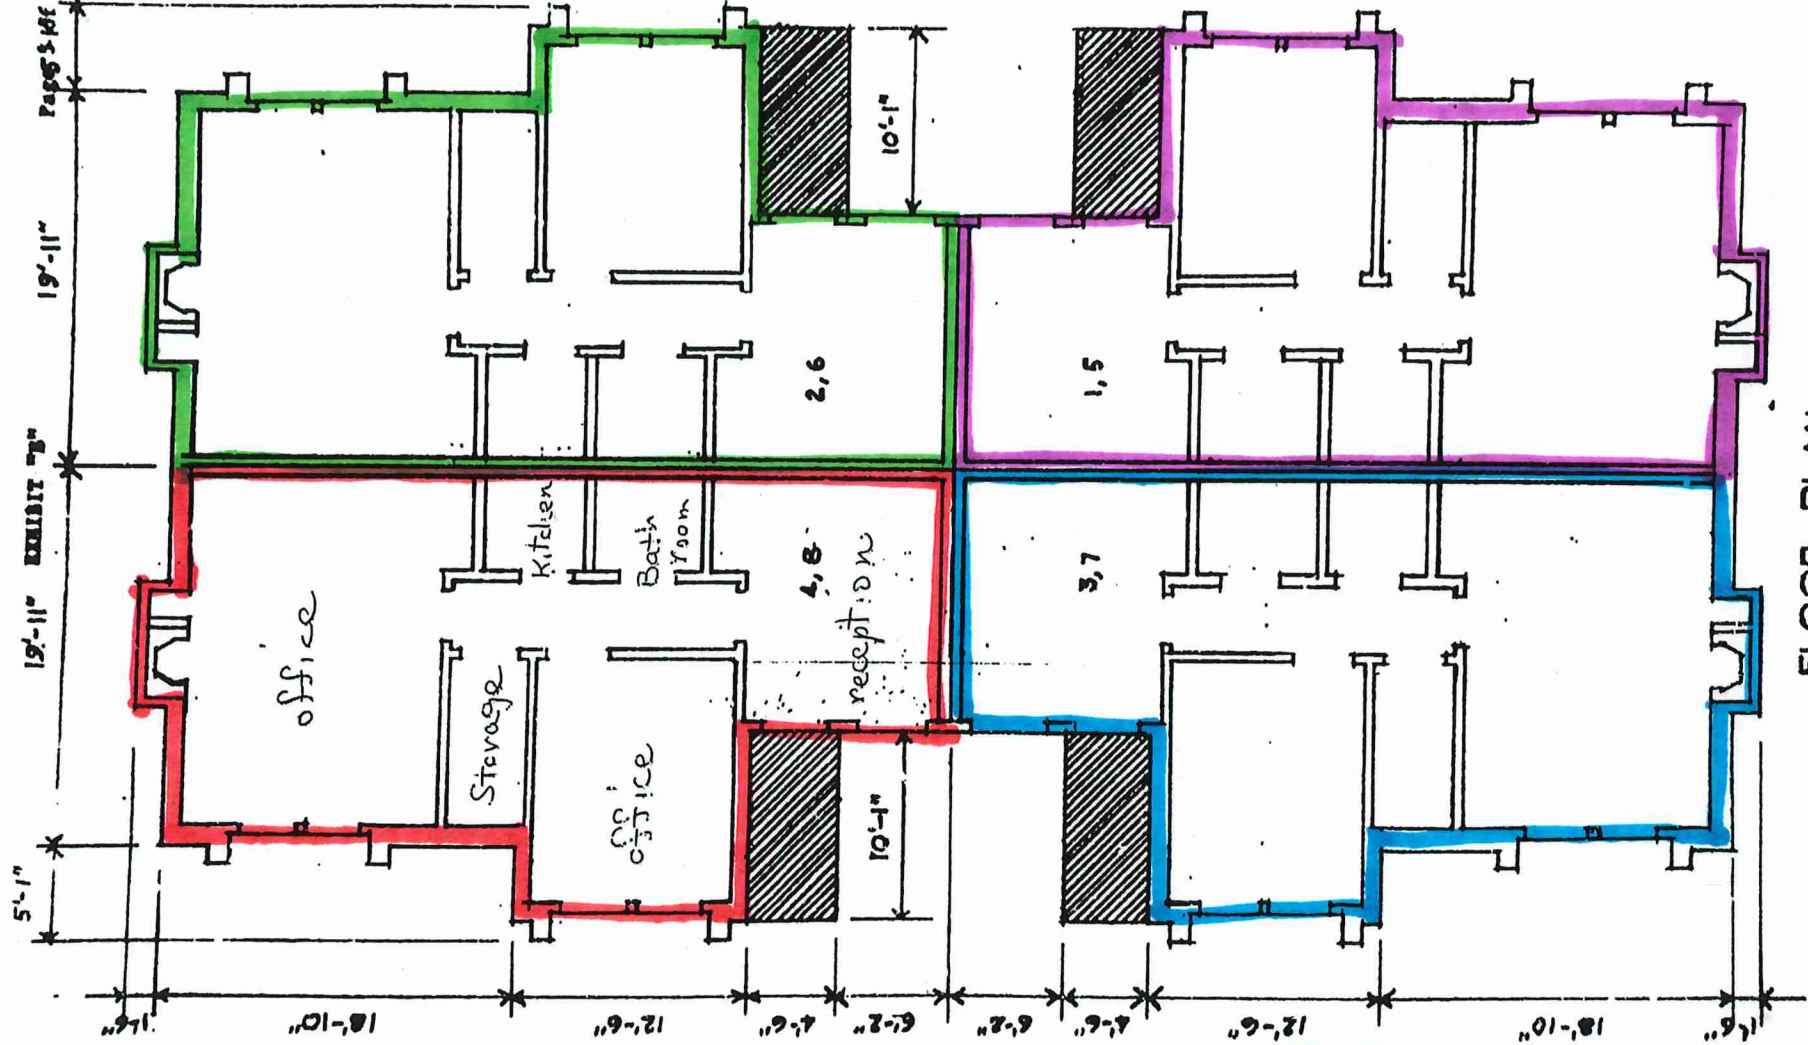 EXHIBIT "B"
19'-11"
19'-11"
5'-1"
10'-1"
2,6
1,5
office
Kitchen
Bath
room
Storage
office
4,8
reception
3,7
10'-1"
1'-6"
18'-10"
12'-6"
4'-6"
6'-2"
6'-2"
4'-6"
12'-6"
18'-10"
1'-6"